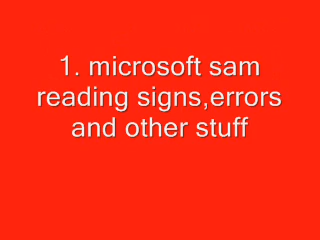 1. microsoft sam
reading signs,errors
and other stuff